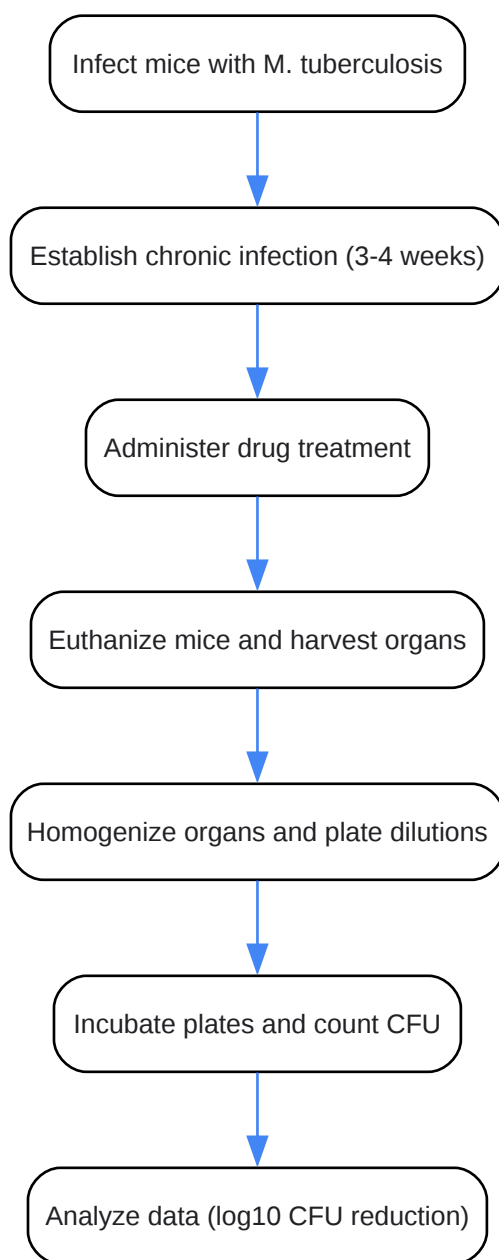 Infect mice with M. tuberculosis
Establish chronic infection (3-4 weeks)
Administer drug treatment
Euthanize mice and harvest organs
Homogenize organs and plate dilutions
Incubate plates and count CFU
Analyze data (log10 CFU reduction)